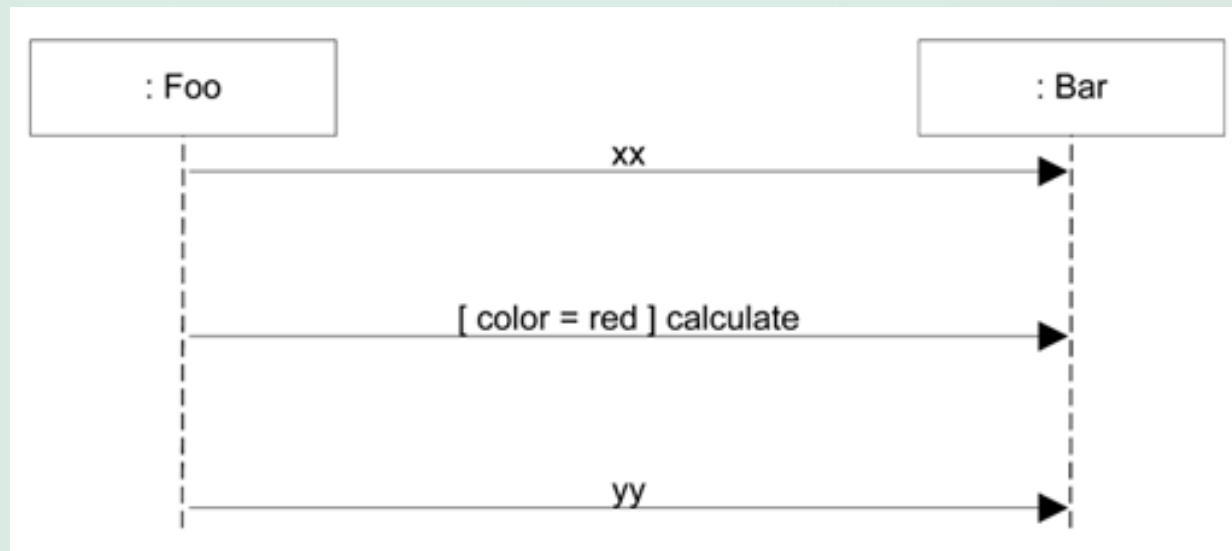 : Foo
: Bar
xx
[ color = red ] calculate
yy